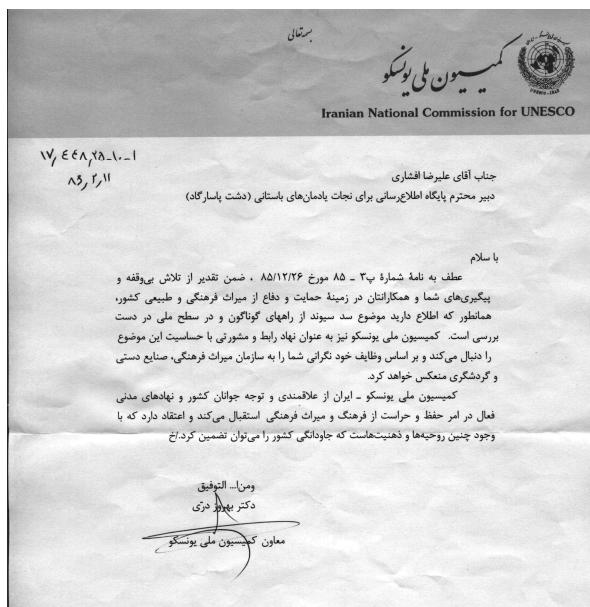 بسمه‌تعالی
کمیسیون ملی یونسکو
Iranian National Commission for UNESCO
۱۷٫۴۴۸٫۲۵-۱۰-۱
۸۶٫۲٫۱۱
جناب آقای علیرضا افشاری
دبیر محترم پایگاه اطلاع‌رسانی برای نجات یادمان‌های باستانی (دشت پاسارگاد)
با سلام
عطف به نامهٔ شمارهٔ پ۳ ـ ۸۵ مورخ ۸۵/۱۲/۲۶ ، ضمن تقدیر از تلاش بی‌وقفه و
پیگیری‌های شما و همکارانتان در زمینهٔ حمایت و دفاع از میراث فرهنگی و طبیعی کشور،
همانطور که اطلاع دارید موضوع سد سیوند از راههای گوناگون و در سطح ملی در دست
بررسی است. کمیسیون ملی یونسکو نیز به عنوان نهاد رابط و مشورتی با حساسیت این موضوع
را دنبال می‌کند و بر اساس وظایف خود نگرانی شما را به سازمان میراث فرهنگی، صنایع دستی
و گردشگری منعکس خواهد کرد.
کمیسیون ملی یونسکو ـ ایران از علاقمندی و توجه جوانان کشور و نهادهای مدنی
فعال در امر حفظ و حراست از فرهنگ و میراث فرهنگی استقبال می‌کند و اعتقاد دارد که با
وجود چنین روحیه‌ها و ذهنیت‌هاست که جاودانگی کشور را می‌توان تضمین کرد./خ
ومن‌ا... التوفیق
دکتر بهروز درّی
معاون کمیسیون ملی یونسکو